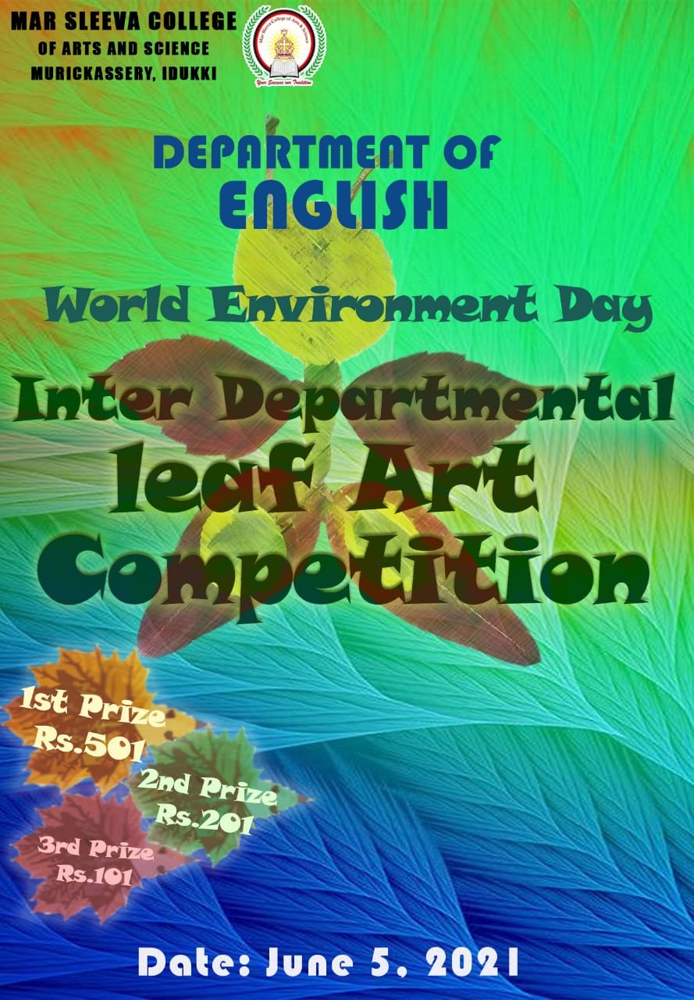 MAR SLEEVA COLLEGE
OF ARTS AND SCIENCE
MURICKASSERY, IDUKKI
Mar Sleeva College of Arts & Science
Your Success our Tradition
DEPARTMENT OF
ENGLISH
World Environment Day
Inter Departmental
leaf Art
Competition
1st Prize
Rs.501
2nd Prize
Rs.201
3rd Prize
Rs.101
Date: June 5, 2021